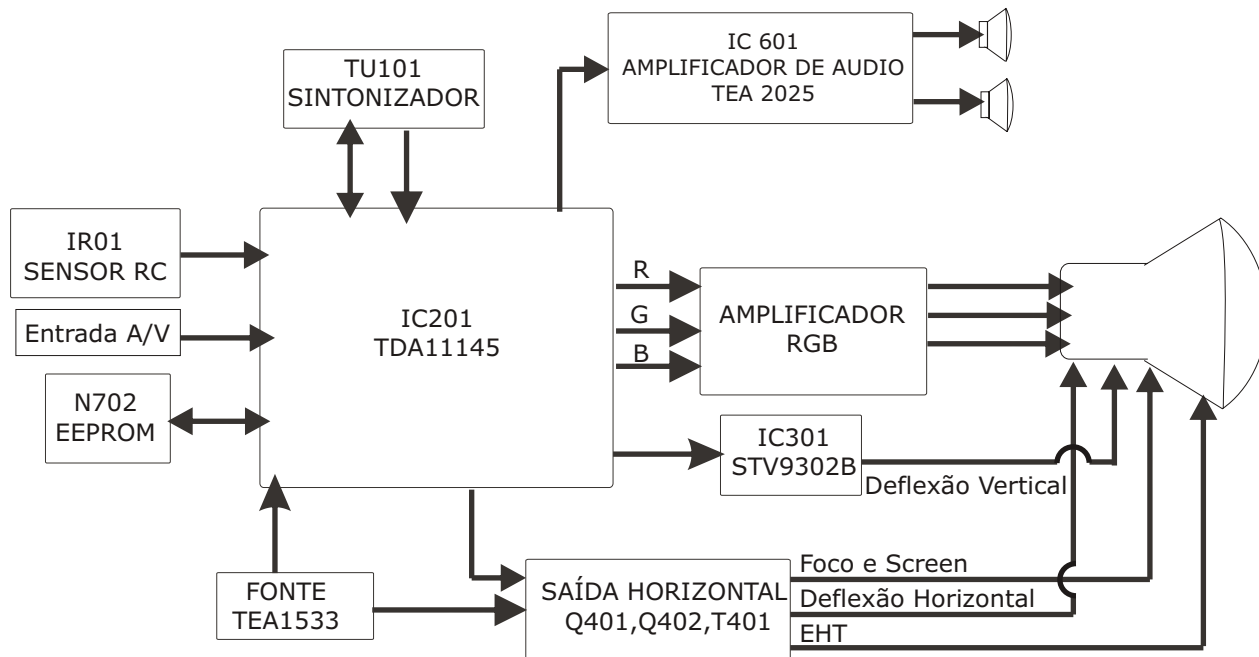 IC 601
AMPLIFICADOR DE AUDIO
TEA 2025
TU101
SINTONIZADOR
IR01
SENSOR RC
Entrada A/V
N702
EEPROM
IC201
TDA11145
R
G
B
AMPLIFICADOR
RGB
IC301
STV9302B
Deflexão Vertical
FONTE
TEA1533
SAÍDA HORIZONTAL
Q401,Q402,T401
Foco e Screen
Deflexão Horizontal
EHT